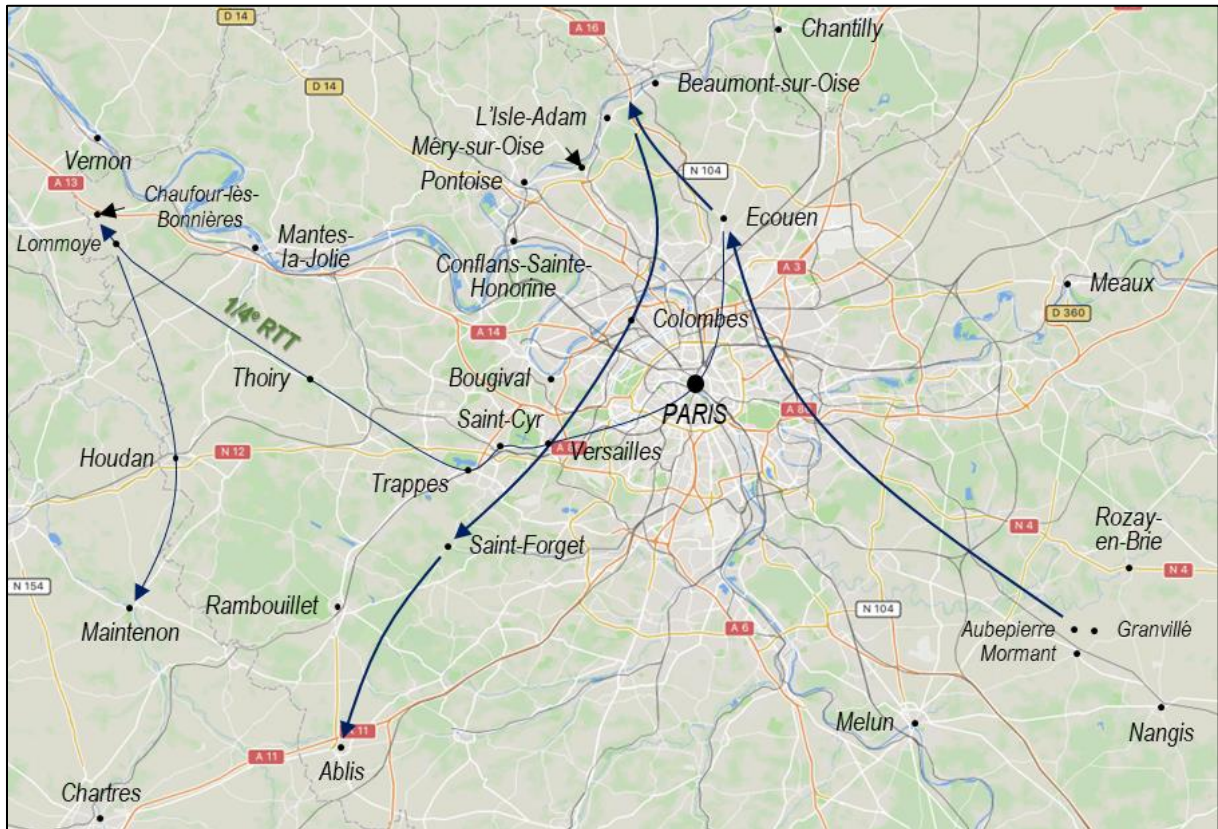 D 14
A 16
Chantilly
Beaumont-sur-Oise
D 14
L'Isle-Adam
Vernon
Méry-sur-Oise
N 104
A 13
Pontoise
Chaufour-lès-
Bonnières
Ecouen
Lommoye
Mantes-
la-Jolie
Conflans-Sainte-
Honorine
A 3
Meaux
1/4e RTT
A 14
Colombes
D 360
Thoiry
Bougival
PARIS
Saint-Cyr
Versailles
Houdan
N 12
Trappes
N 4
Rozay-
en-Brie
Saint-Forget
N 4
N 154
Rambouillet
N 104
Maintenon
A 6
Aubepierre
Granvillé
Mormant
Melun
Nangis
A 11
A 11
Ablis
Chartres